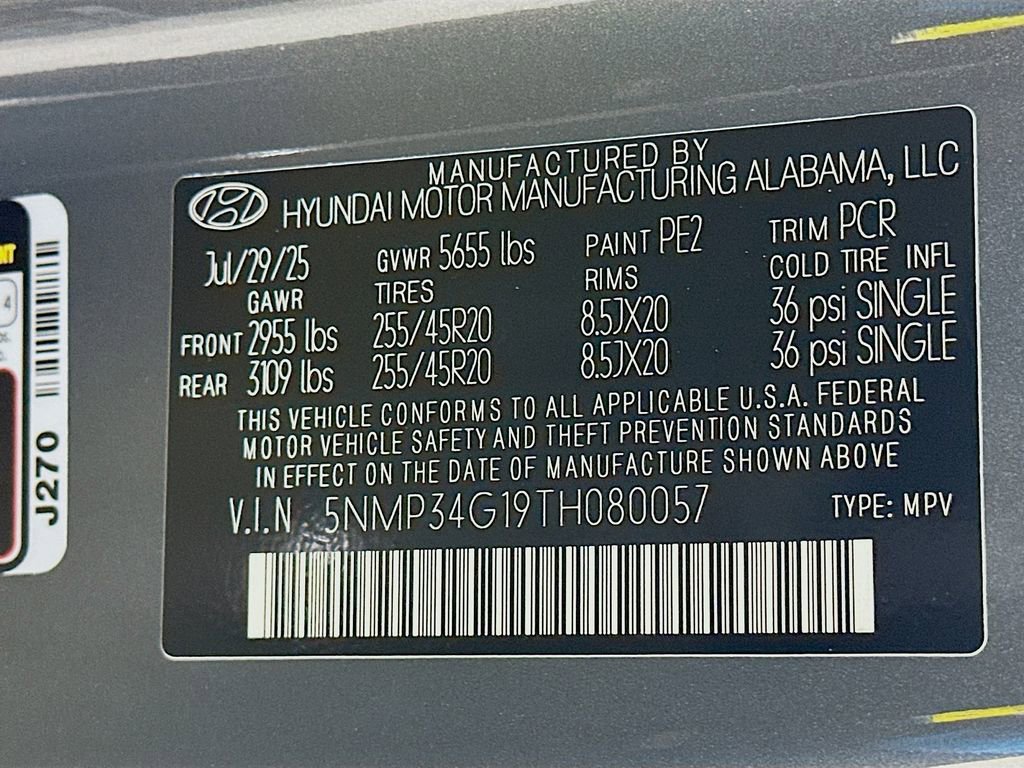 MANUFACTURED BY
HYUNDAI MOTOR MANUFACTURING ALABAMA, LLC
Jul/29/25 GVWR 5655 lbs PAINT PE2 TRIM PCR
GAWR TIRES RIMS COLD TIRE INFL
FRONT 2955 lbs 255/45R20 8.5JX20 36 psi SINGLE
REAR 3109 lbs 255/45R20 8.5JX20 36 psi SINGLE
THIS VEHICLE CONFORMS TO ALL APPLICABLE U.S.A. FEDERAL
MOTOR VEHICLE SAFETY AND THEFT PREVENTION STANDARDS
IN EFFECT ON THE DATE OF MANUFACTURE SHOWN ABOVE
V.I.N 5NMP34G19TH080057 TYPE: MPV
J270
4